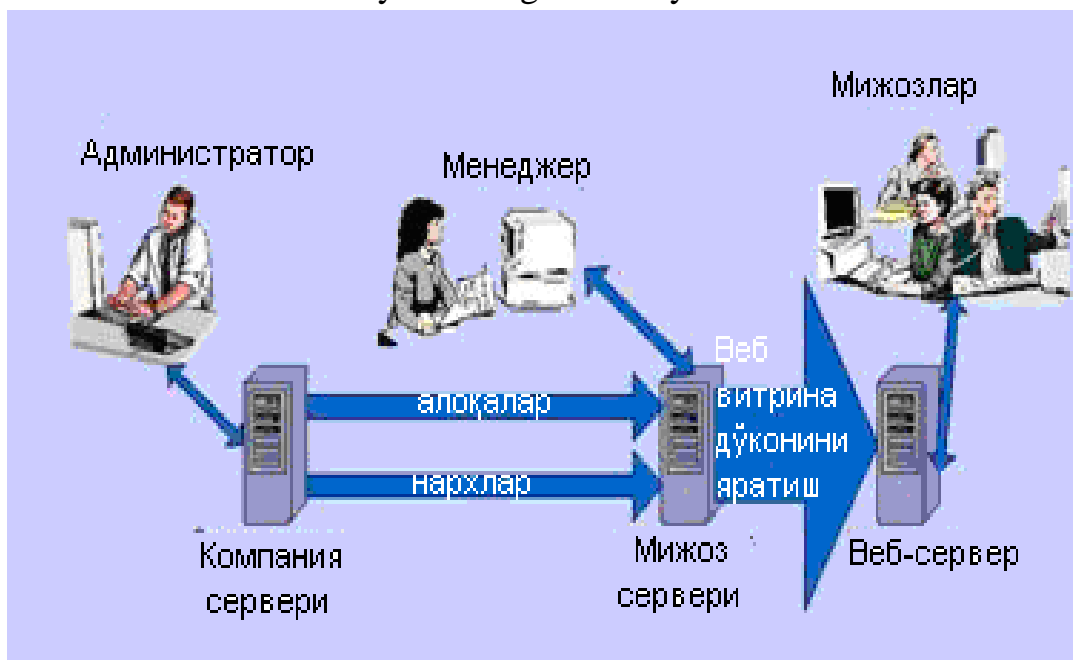 Мижозлар
Администратор
Менеджер
Веб
алоқалар
витрина
дўконини
нархлар
яратиш
Компания
сервери
Мижоз
сервери
Веб-сервер